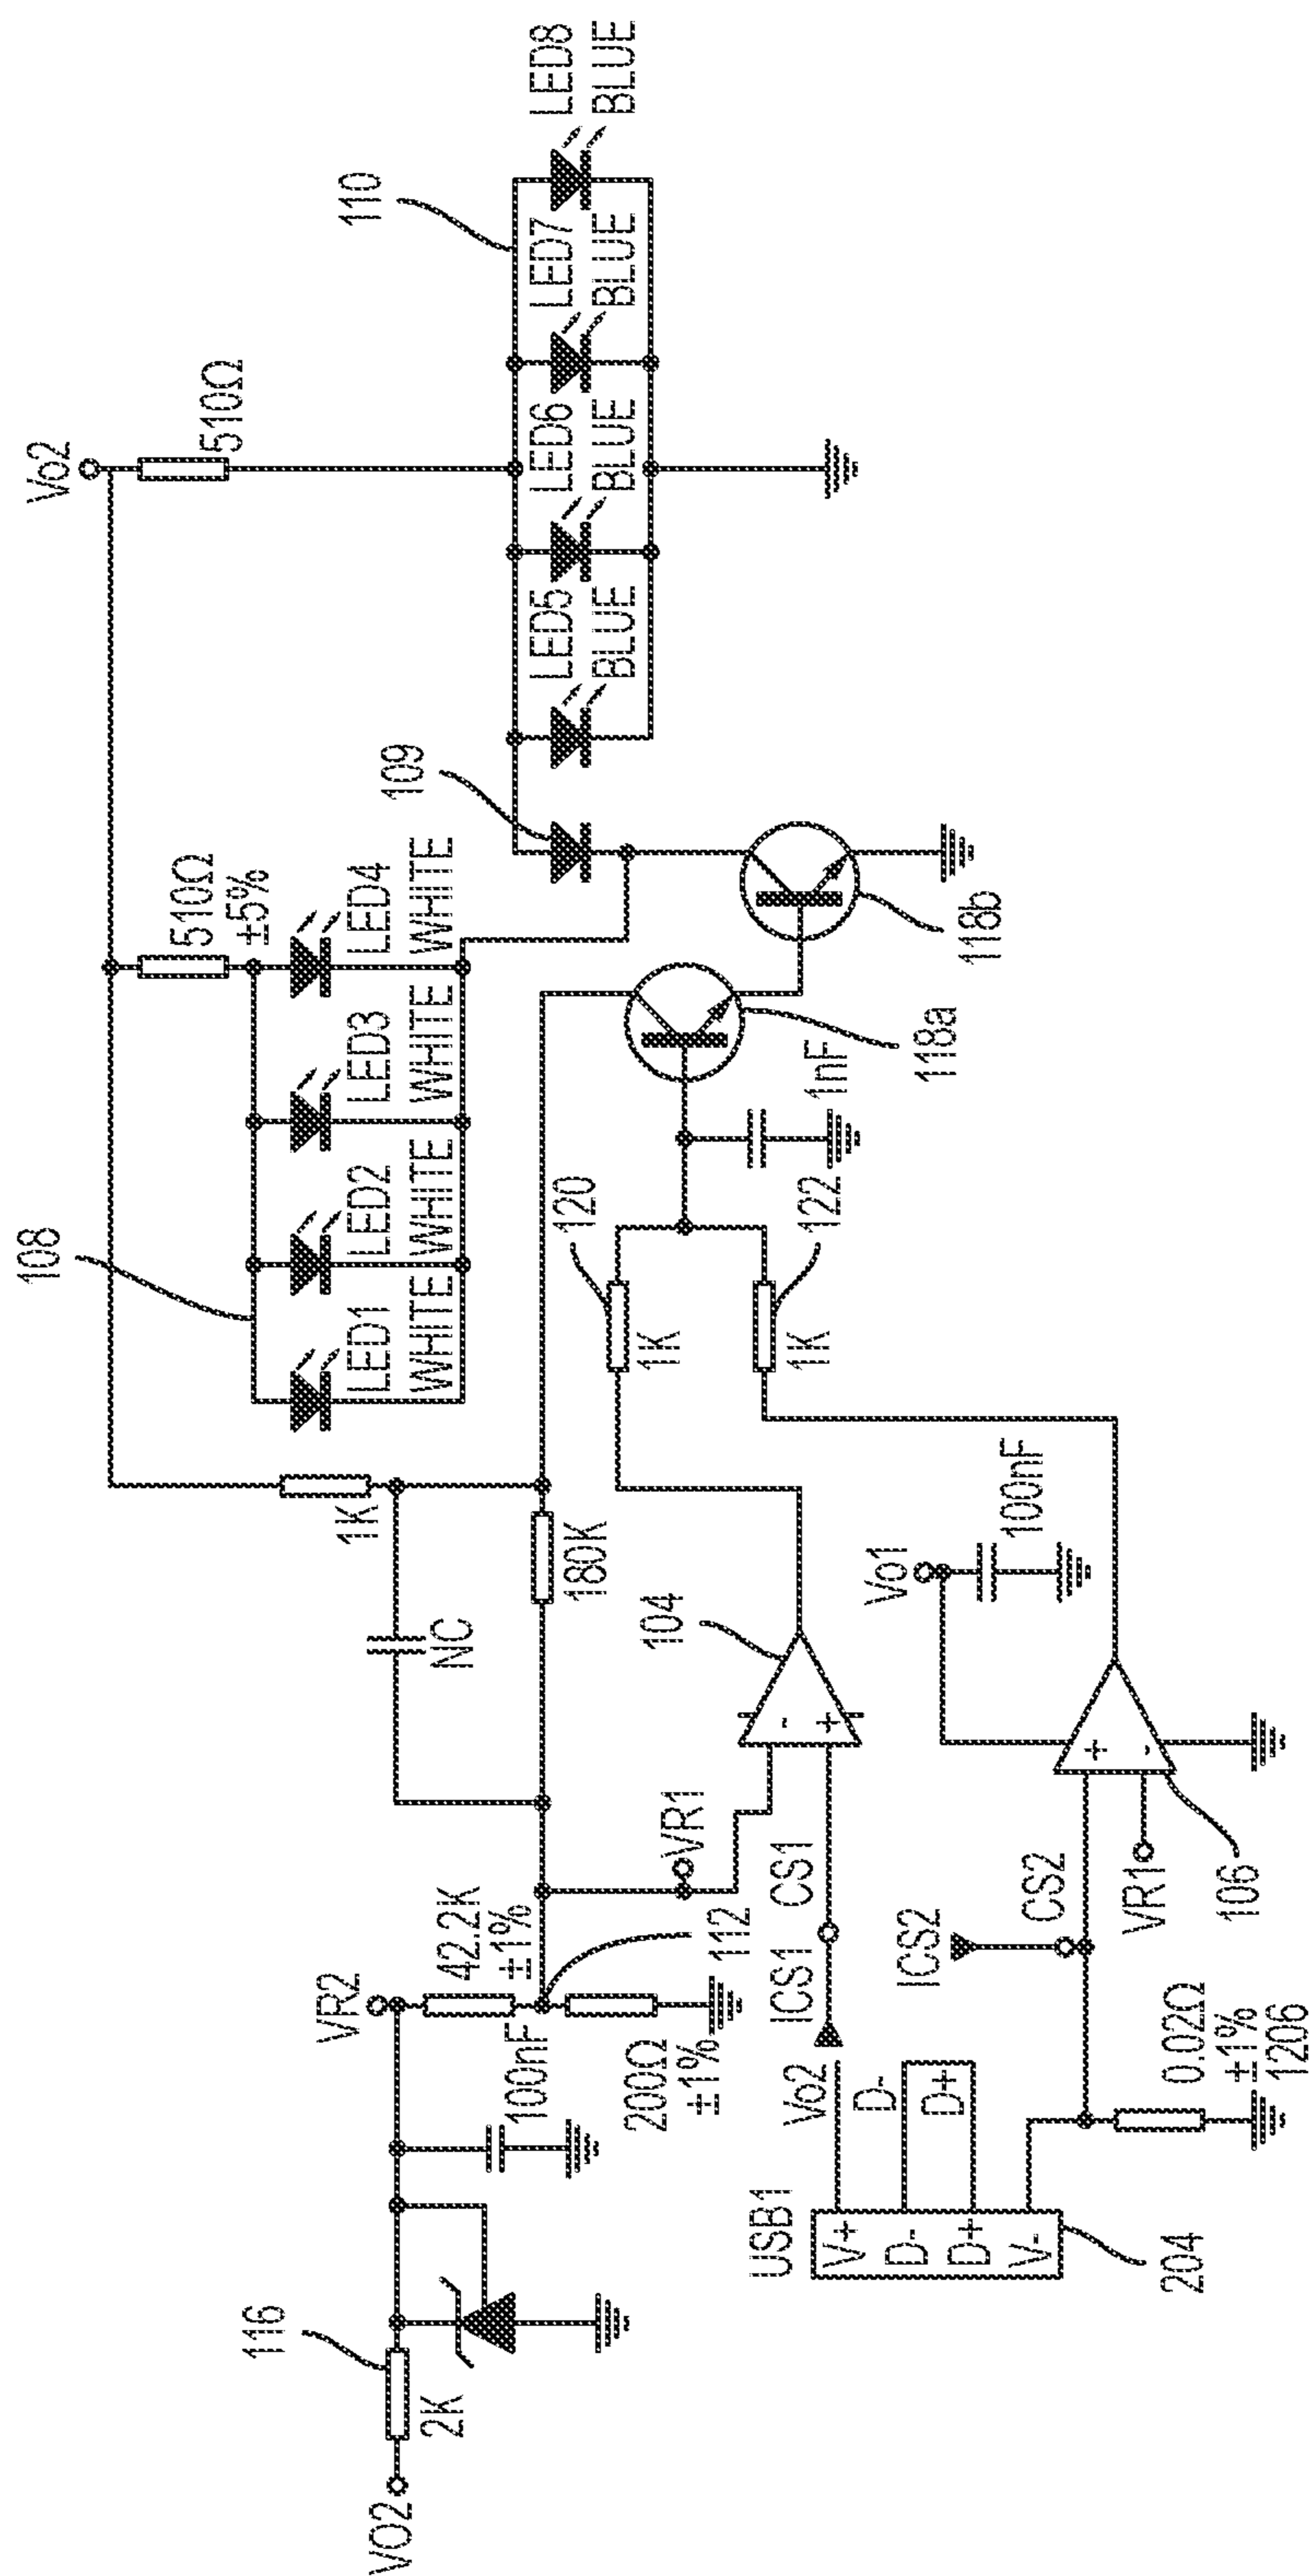 VO2
2K
116
VR2
100nF
42.2K
±1%
112
200Ω
±1%
VR1
NC
180K
1K
108
LED1
WHITE
LED2
WHITE
LED3
WHITE
LED4
WHITE
510Ω
±5%
Vo2
510Ω
109
110
LED5
BLUE
LED6
BLUE
LED7
BLUE
LED8
BLUE
USB1
V+
D-
D+
V-
204
Vo2
D-
D+
ICS1
CS1
-
+
104
1K
120
1K
122
1nF
118a
118b
0.02Ω
±1%
1206
ICS2
CS2
VR1
+
-
106
Vo1
100nF